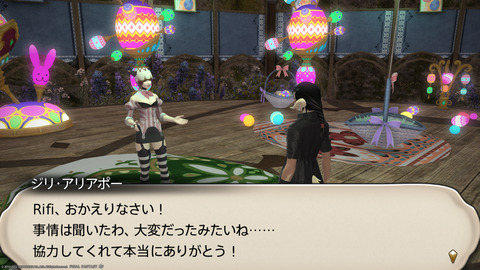 ジリ・アリアポー
Rifi、おかえりなさい！
事情は聞いたわ、大変だったみたいね……
協力してくれて本当にありがとう！